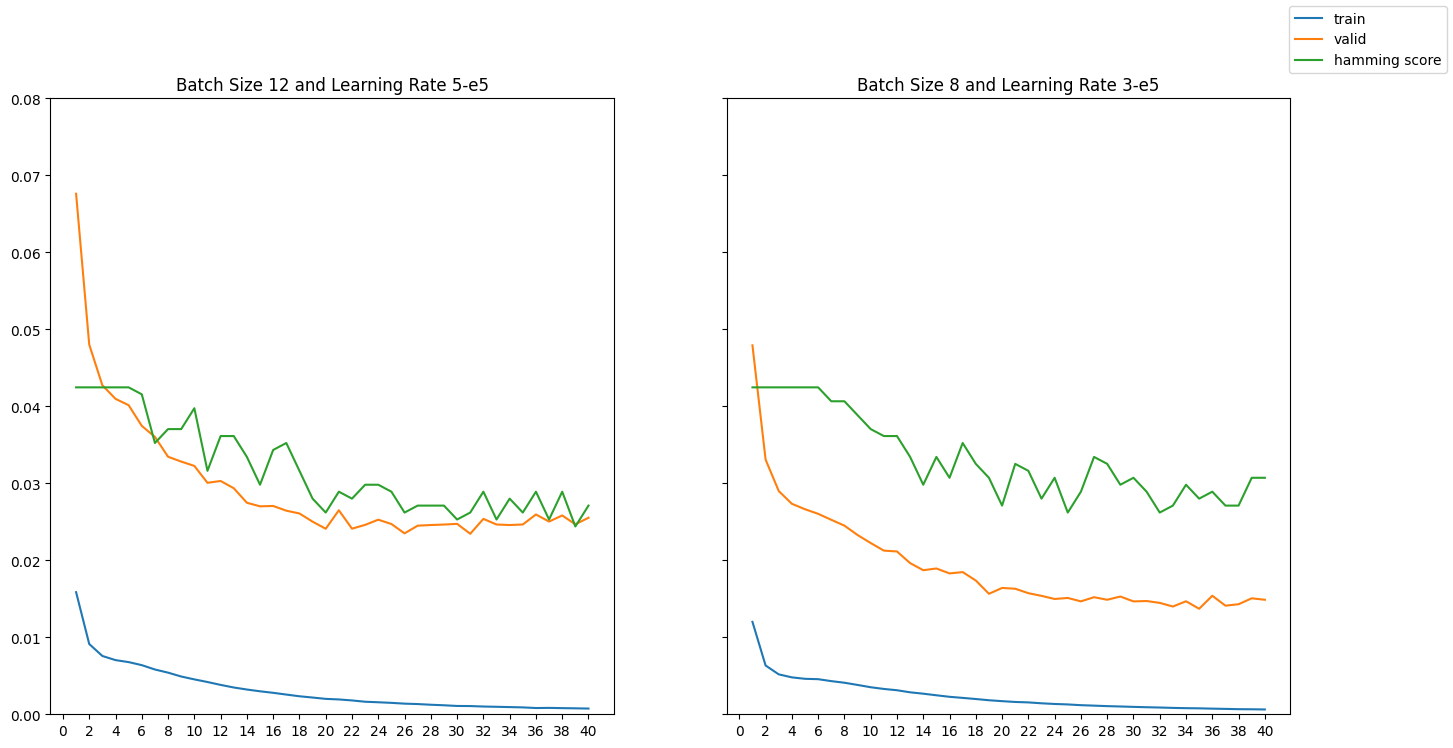 train
valid
hamming score
Batch Size 12 and Learning Rate 5-e5
Batch Size 8 and Learning Rate 3-e5
0.08
0.07
0.06
0.05
0.04
0.03
0.02
0.01
0.00
0 2 4 6 8 10 12 14 16 18 20 22 24 26 28 30 32 34 36 38 40
0 2 4 6 8 10 12 14 16 18 20 22 24 26 28 30 32 34 36 38 40